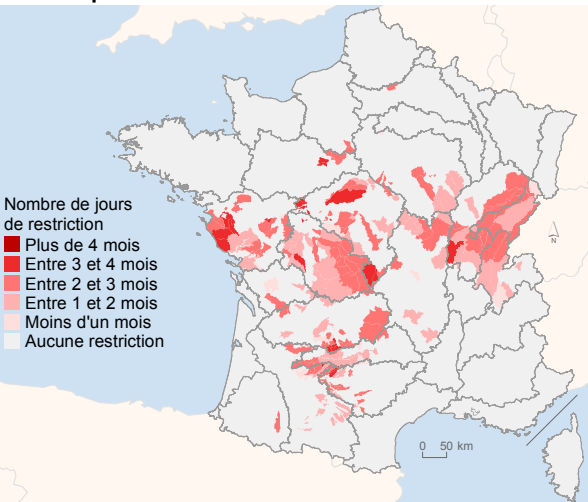 Nombre de jours
de restriction
Plus de 4 mois
Entre 3 et 4 mois
Entre 2 et 3 mois
Entre 1 et 2 mois
Moins d'un mois
Aucune restriction
N
0 50 km